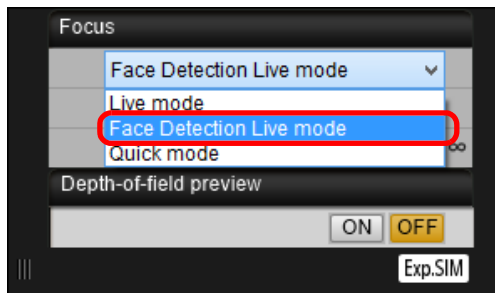 Focus
Face Detection Live mode
Live mode
Face Detection Live mode
Quick mode
∞
Depth-of-field preview
ON OFF
Exp.SIM